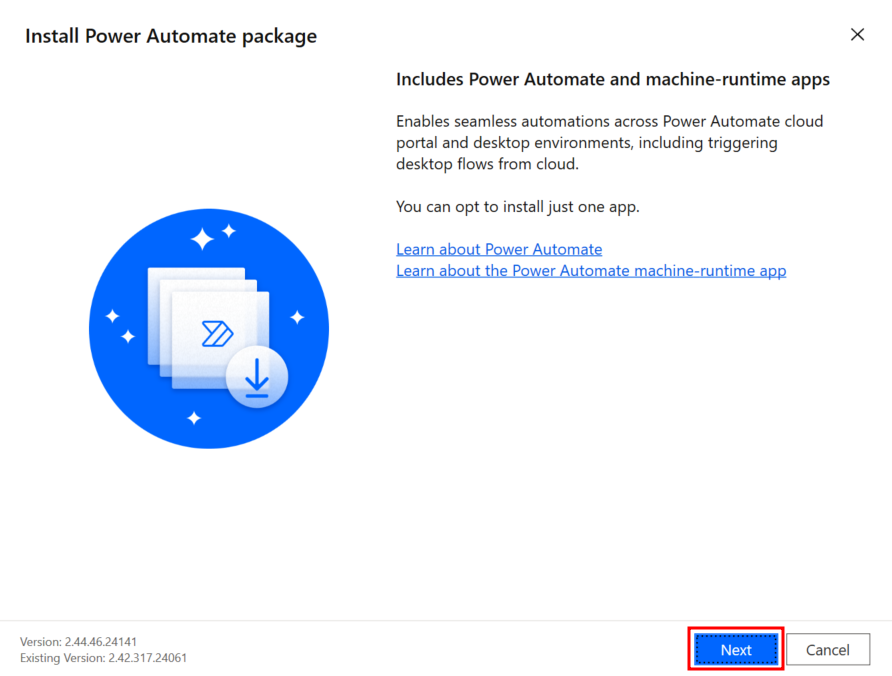 Install Power Automate package
Includes Power Automate and machine-runtime apps
Enables seamless automations across Power Automate cloud
portal and desktop environments, including triggering
desktop flows from cloud.
You can opt to install just one app.
Learn about Power Automate
Learn about the Power Automate machine-runtime app
Version: 2.44.46.24141
Existing Version: 2.42.317.24061
Next
Cancel